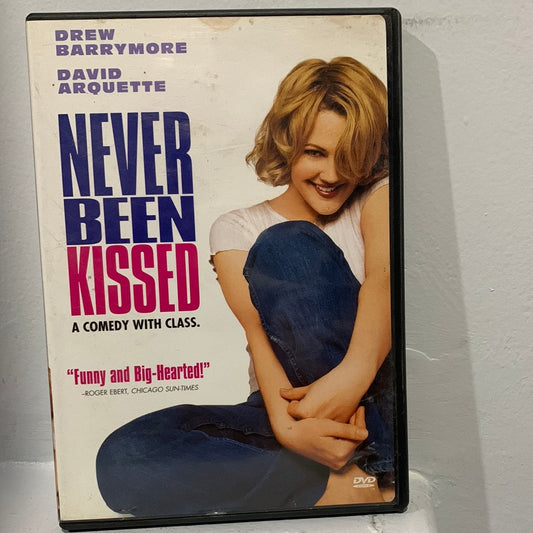 DREW
BARRYMORE
DAVID
ARQUETTE
NEVER
BEEN
KISSED
A COMEDY WITH CLASS.
"Funny and Big-Hearted!"
–ROGER EBERT, CHICAGO SUN-TIMES
DVD